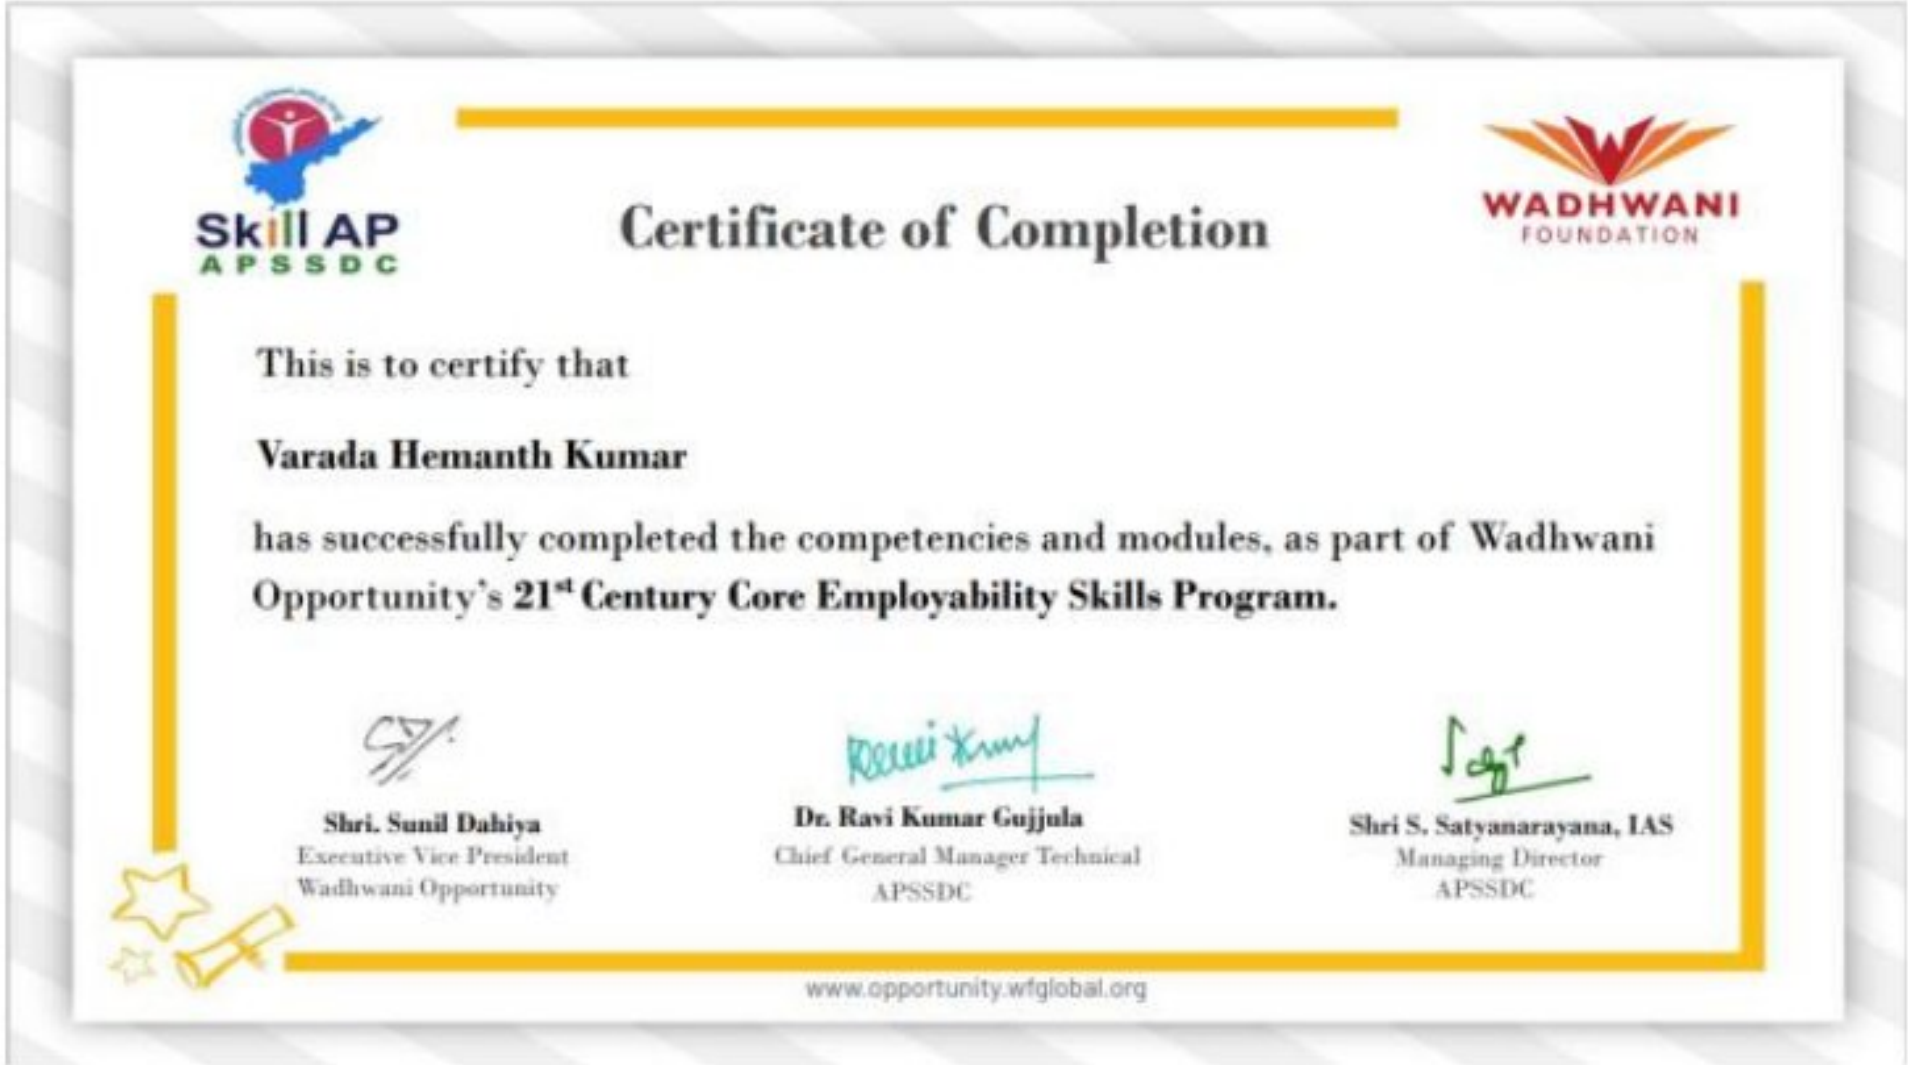 Skill AP
APSSDC
WADHWANI
FOUNDATION
Certificate of Completion
This is to certify that
Varada Hemanth Kumar
has successfully completed the competencies and modules, as part of Wadhwani
Opportunity's 21st Century Core Employability Skills Program.
Shri. Sunil Dahiya
Executive Vice President
Wadhwani Opportunity
Dr. Ravi Kumar Gujjula
Chief General Manager Technical
APSSDC
Shri S. Satyanarayana, IAS
Managing Director
APSSDC
www.opportunity.wfglobal.org